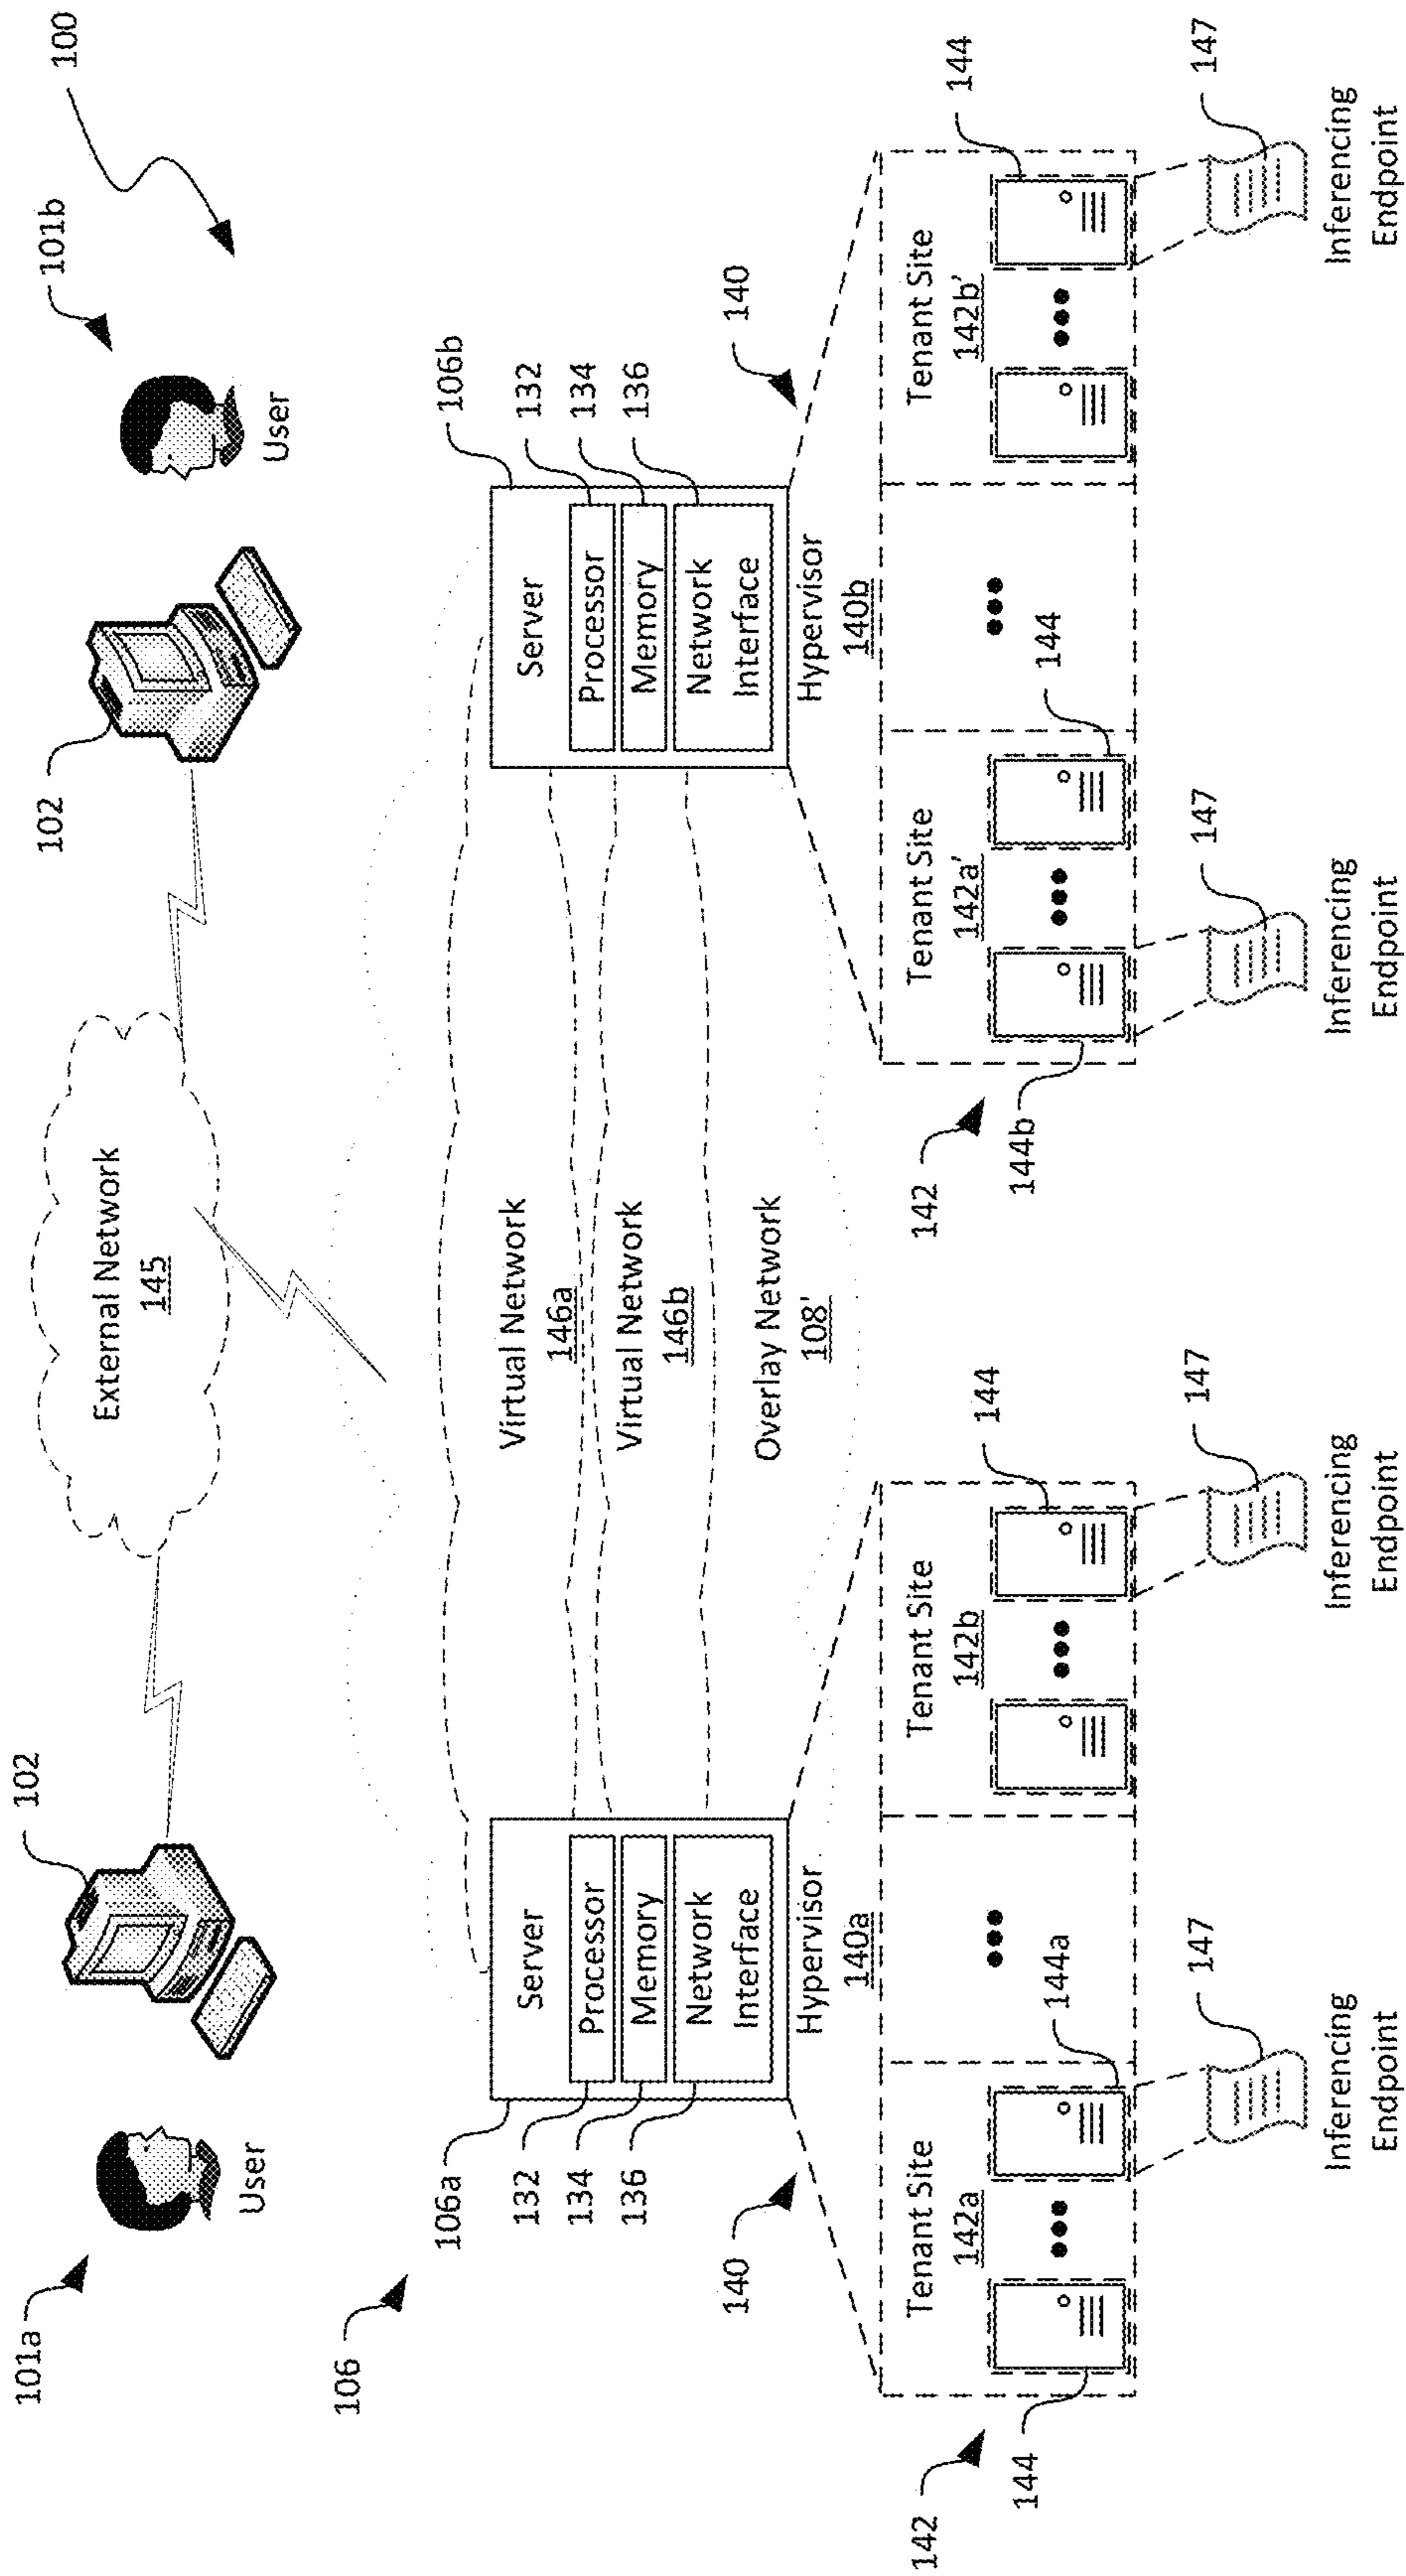 101a
102
102
101b
100
User
External Network
145
User
106
106a
132
134
136
Server
Processor
Memory
Network
Interface
Virtual Network
146a
Virtual Network
146b
Overlay Network
108'
Server
Processor
Memory
Network
Interface
106b
132
134
136
140
Hypervisor
140a
Hypervisor
140b
140
142
Tenant Site
142a
Tenant Site
142b
144
142
Tenant Site
142a'
Tenant Site
142b'
144
144
144a
144b
144
147
147
147
147
Inferencing
Endpoint
Inferencing
Endpoint
Inferencing
Endpoint
Inferencing
Endpoint